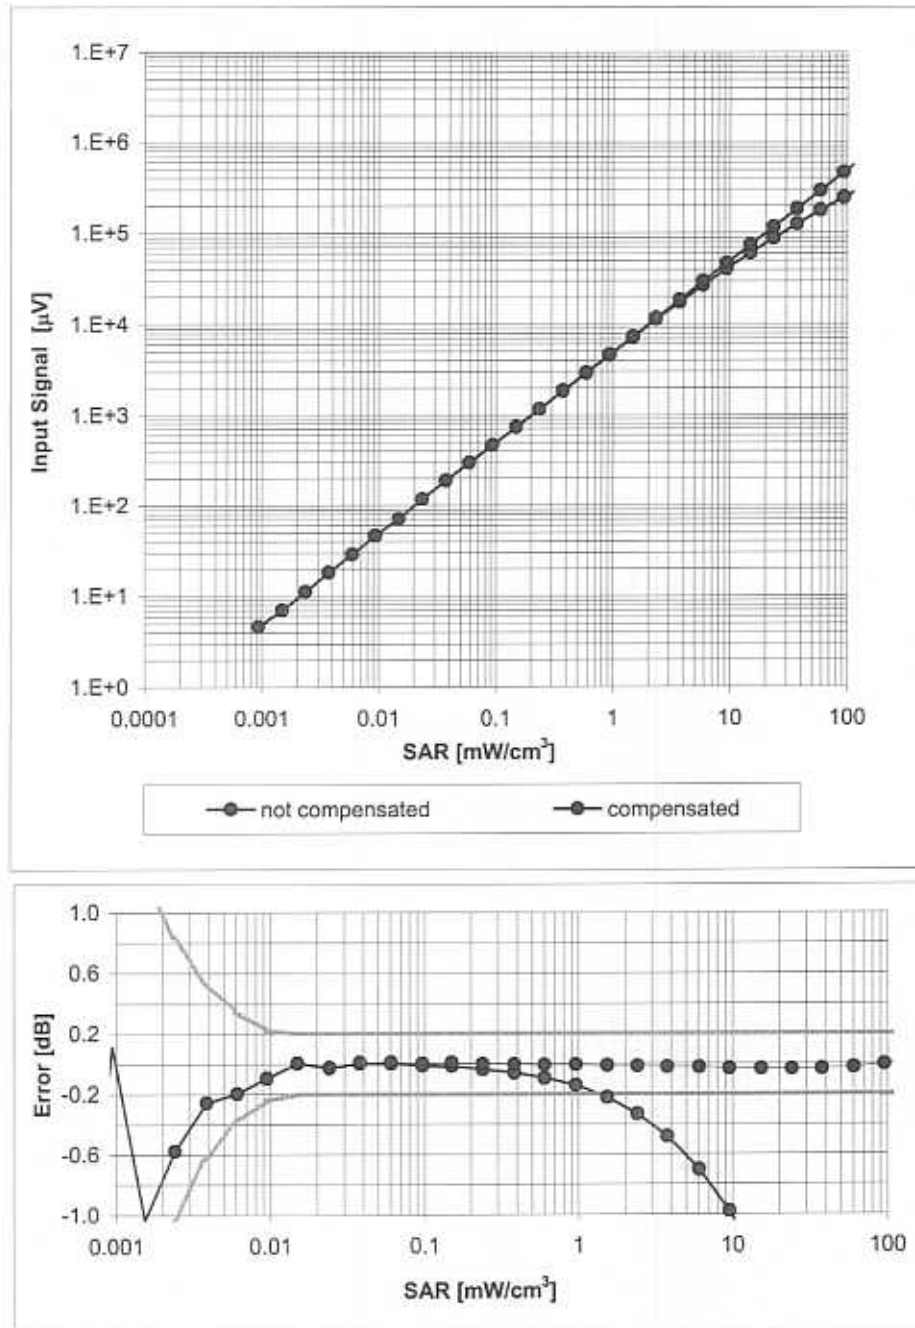 1.E+7
1.E+6
1.E+5
1.E+4
1.E+3
1.E+2
1.E+1
1.E+0
Input Signal [µV]
0.0001 0.001 0.01 0.1 1 10 100
SAR [mW/cm³]
not compensated compensated
1.0
0.6
0.2
-0.2
-0.6
-1.0
Error [dB]
0.001 0.01 0.1 1 10 100
SAR [mW/cm³]